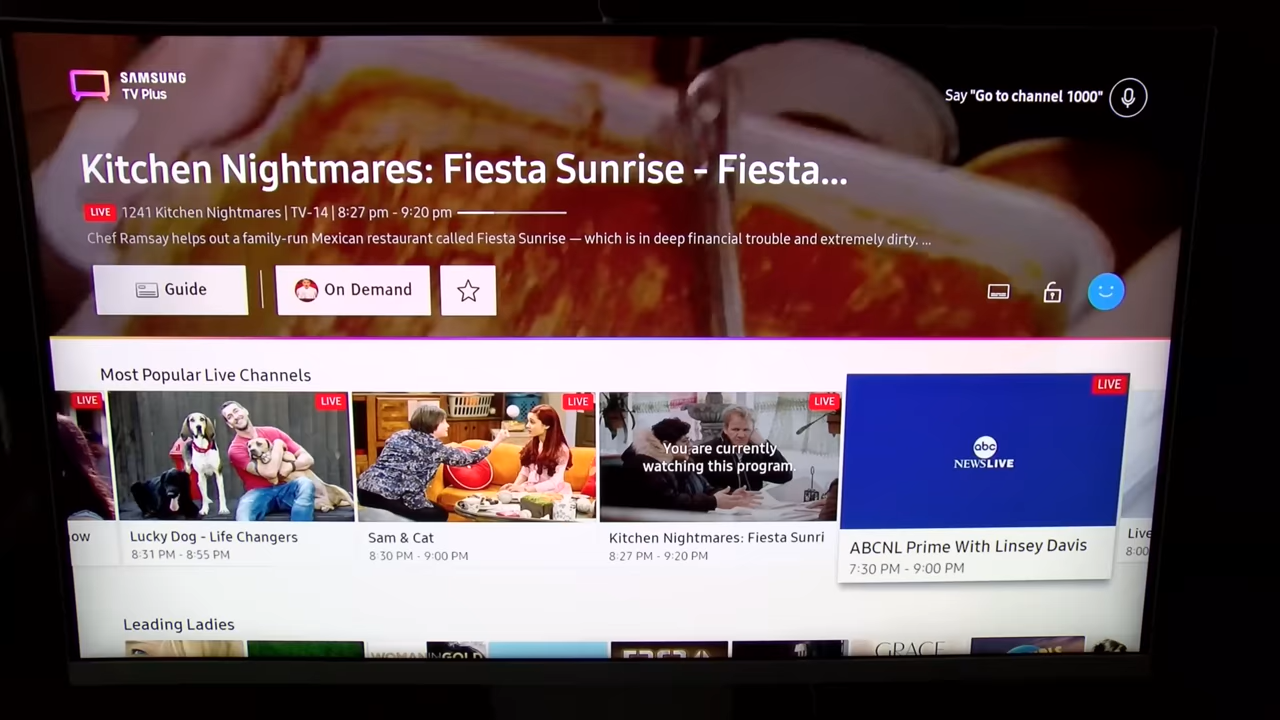 SAMSUNG
TV Plus
Say "Go to channel 1000"
Kitchen Nightmares: Fiesta Sunrise - Fiesta...
LIVE 1241 Kitchen Nightmares | TV-14 | 8:27 pm - 9:20 pm
Chef Ramsay helps out a family-run Mexican restaurant called Fiesta Sunrise — which is in deep financial trouble and extremely dirty. ...
Guide
On Demand
Most Popular Live Channels
LIVE
LIVE
LIVE
LIVE
LIVE
You are currently
watching this program.
abc
NEWSLIVE
ow
Lucky Dog - Life Changers
8:31 PM - 8:55 PM
Sam & Cat
8:30 PM - 9:00 PM
Kitchen Nightmares: Fiesta Sunri
8:27 PM - 9:20 PM
ABCNL Prime With Linsey Davis
7:30 PM - 9:00 PM
Live
8:00
Leading Ladies
WOMAN IN GOLD
GRACE